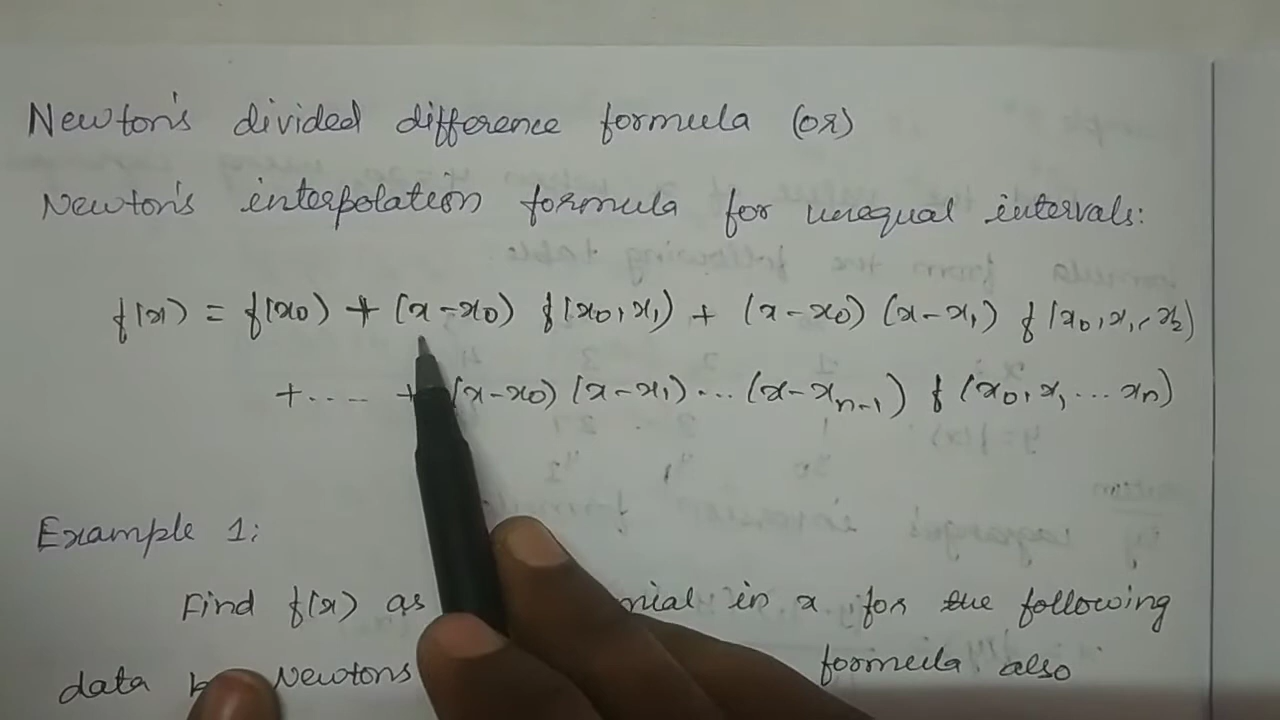 Newton's divided difference formula (or)
Newton's interpolation formula for unequal intervals:
f(x) = f(x0) + (x-x0) f(x0,x1) + (x-x0) (x-x1) f(x0,x1,x2)
+.... + (x-x0) (x-x1)... (x-xn-1) f(x0,x1...xn)
Example 1:
Find f(x) as in x for the following
data Newtons formula also